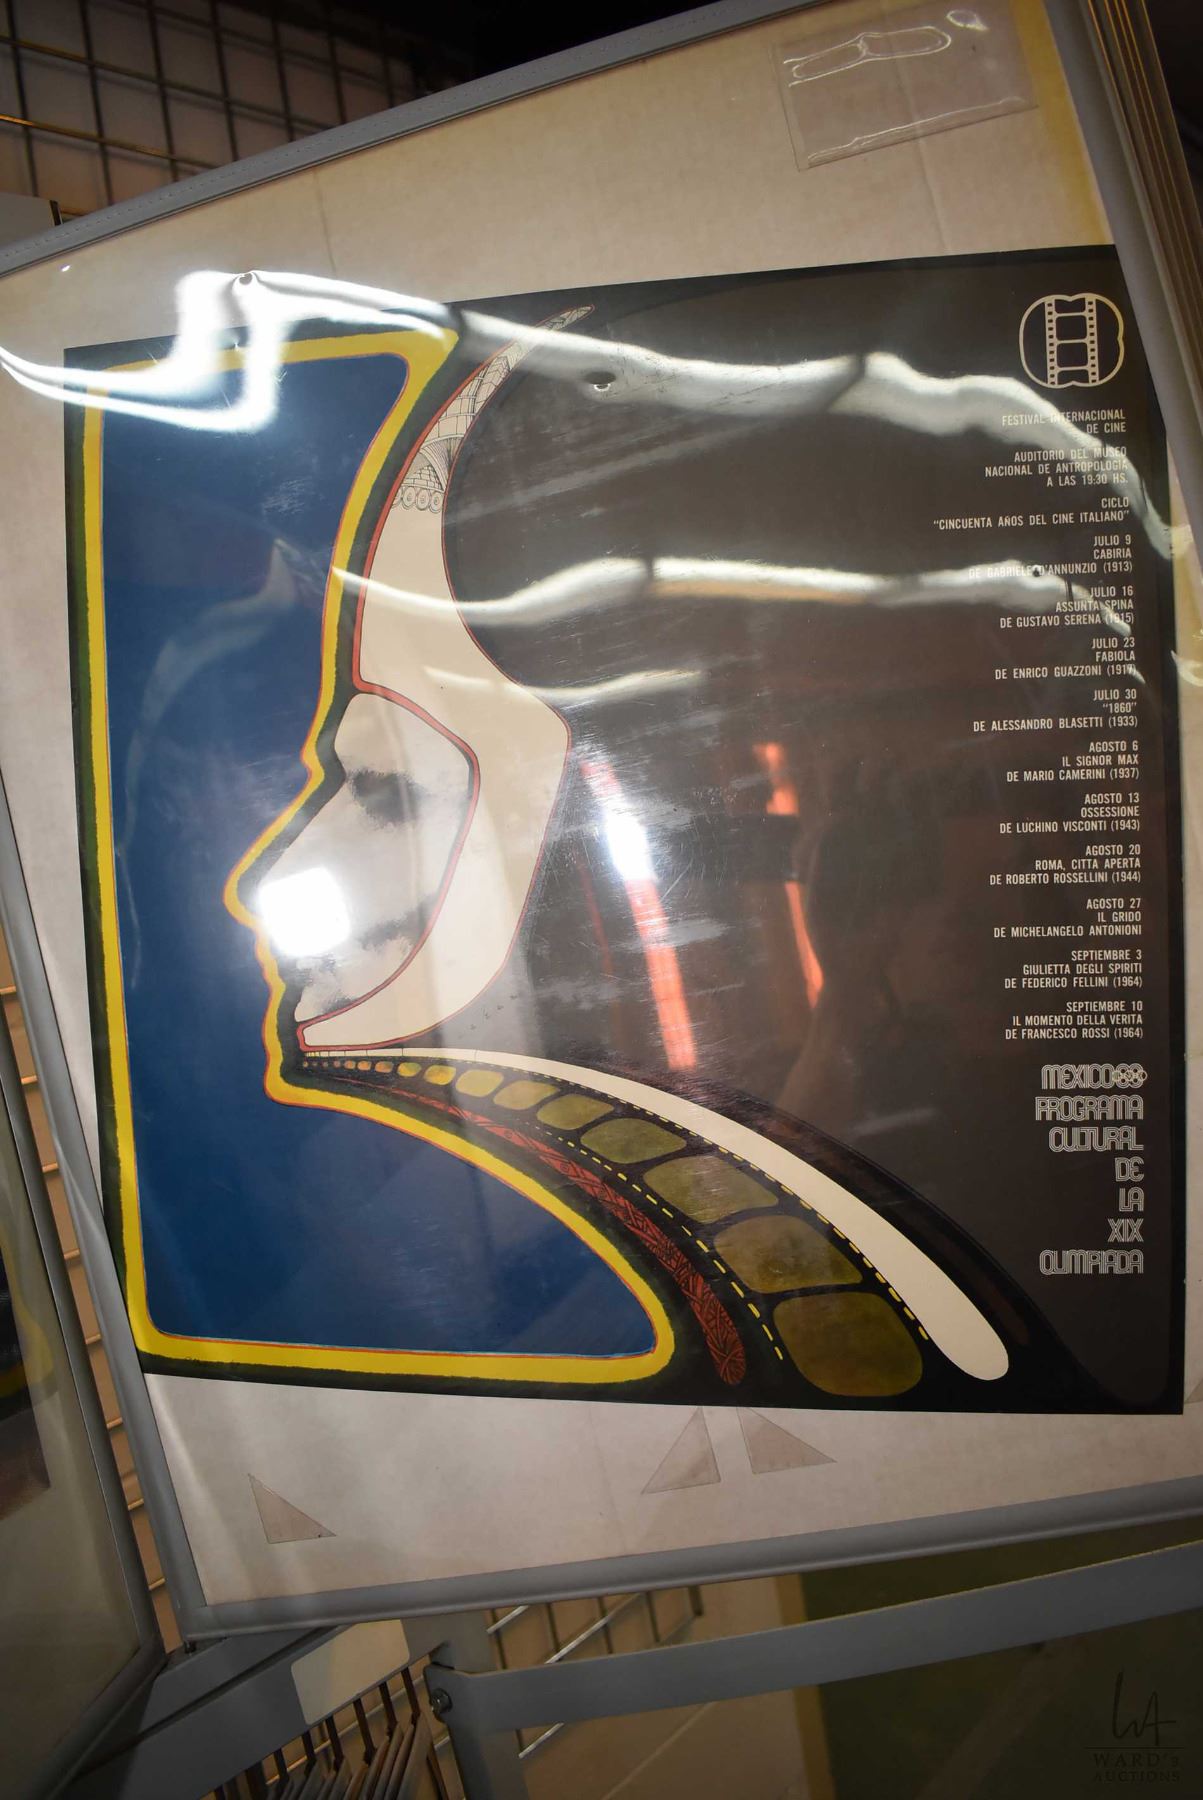 FESTIVAL INTERNACIONAL
DE CINE
AUDITORIO DEL MUSEO
NACIONAL DE ANTROPOLOGIA
A LAS 19:30 HS.
CICLO
"CINCUENTA AÑOS DEL CINE ITALIANO"
JULIO 9
CABIRIA
DE GABRIELE D'ANNUNZIO (1913)
JULIO 16
ASSUNTA SPINA
DE GUSTAVO SERENA (1915)
JULIO 23
FABIOLA
DE ENRICO GUAZZONI (1917)
JULIO 30
"1860"
DE ALESSANDRO BLASETTI (1933)
AGOSTO 6
IL SIGNOR MAX
DE MARIO CAMERINI (1937)
AGOSTO 13
OSSESSIONE
DE LUCHINO VISCONTI (1943)
AGOSTO 20
ROMA, CITTA APERTA
DE ROBERTO ROSSELLINI (1944)
AGOSTO 27
IL GRIDO
DE MICHELANGELO ANTONIONI
SEPTIEMBRE 3
GIULIETTA DEGLI SPIRITI
DE FEDERICO FELLINI (1964)
SEPTIEMBRE 10
IL MOMENTO DELLA VERITA
DE FRANCESCO ROSSI (1964)
MEXICO68
PROGRAMA
CULTURAL
DE
LA
XIX
OLIMPIADA
WA
WARD'S
AUCTIONS